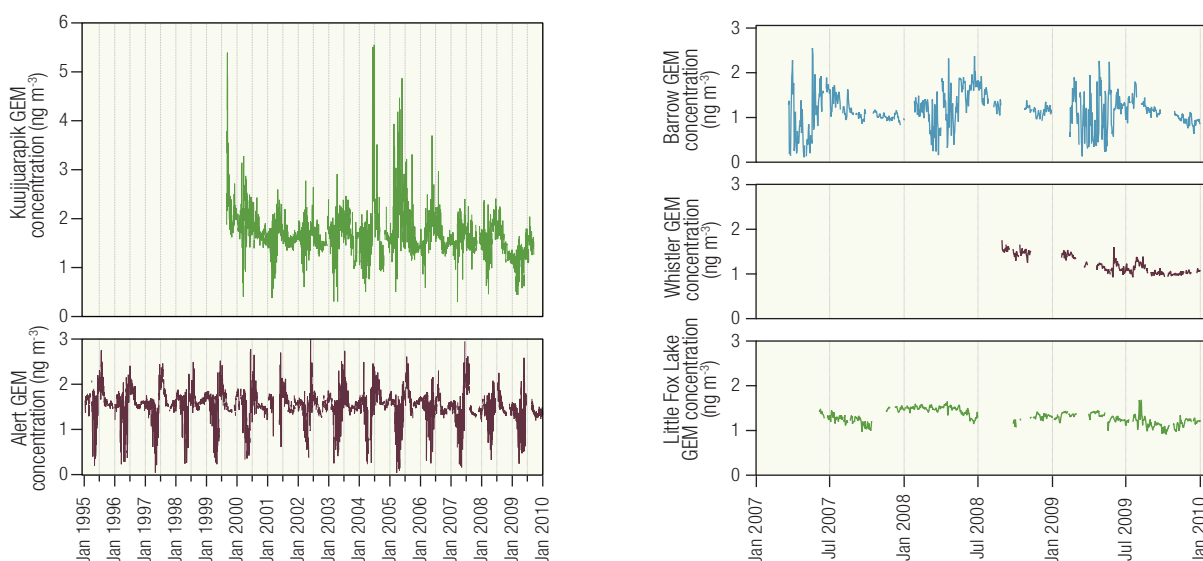 Kuujjuarapik GEM
concentration (ng m-3)
6
5
4
3
2
1
0
Alert GEM
concentration (ng m-3)
3
2
1
0
Jan 1995
Jan 1996
Jan 1997
Jan 1998
Jan 1999
Jan 2000
Jan 2001
Jan 2002
Jan 2003
Jan 2004
Jan 2005
Jan 2006
Jan 2007
Jan 2008
Jan 2009
Jan 2010
Barrow GEM
concentration
(ng m-3)
3
2
1
0
Whistler GEM
concentration
(ng m-3)
3
2
1
0
Little Fox Lake
GEM concentration
(ng m-3)
3
2
1
0
Jan 2007
Jul 2007
Jan 2008
Jul 2008
Jan 2009
Jul 2009
Jan 2010